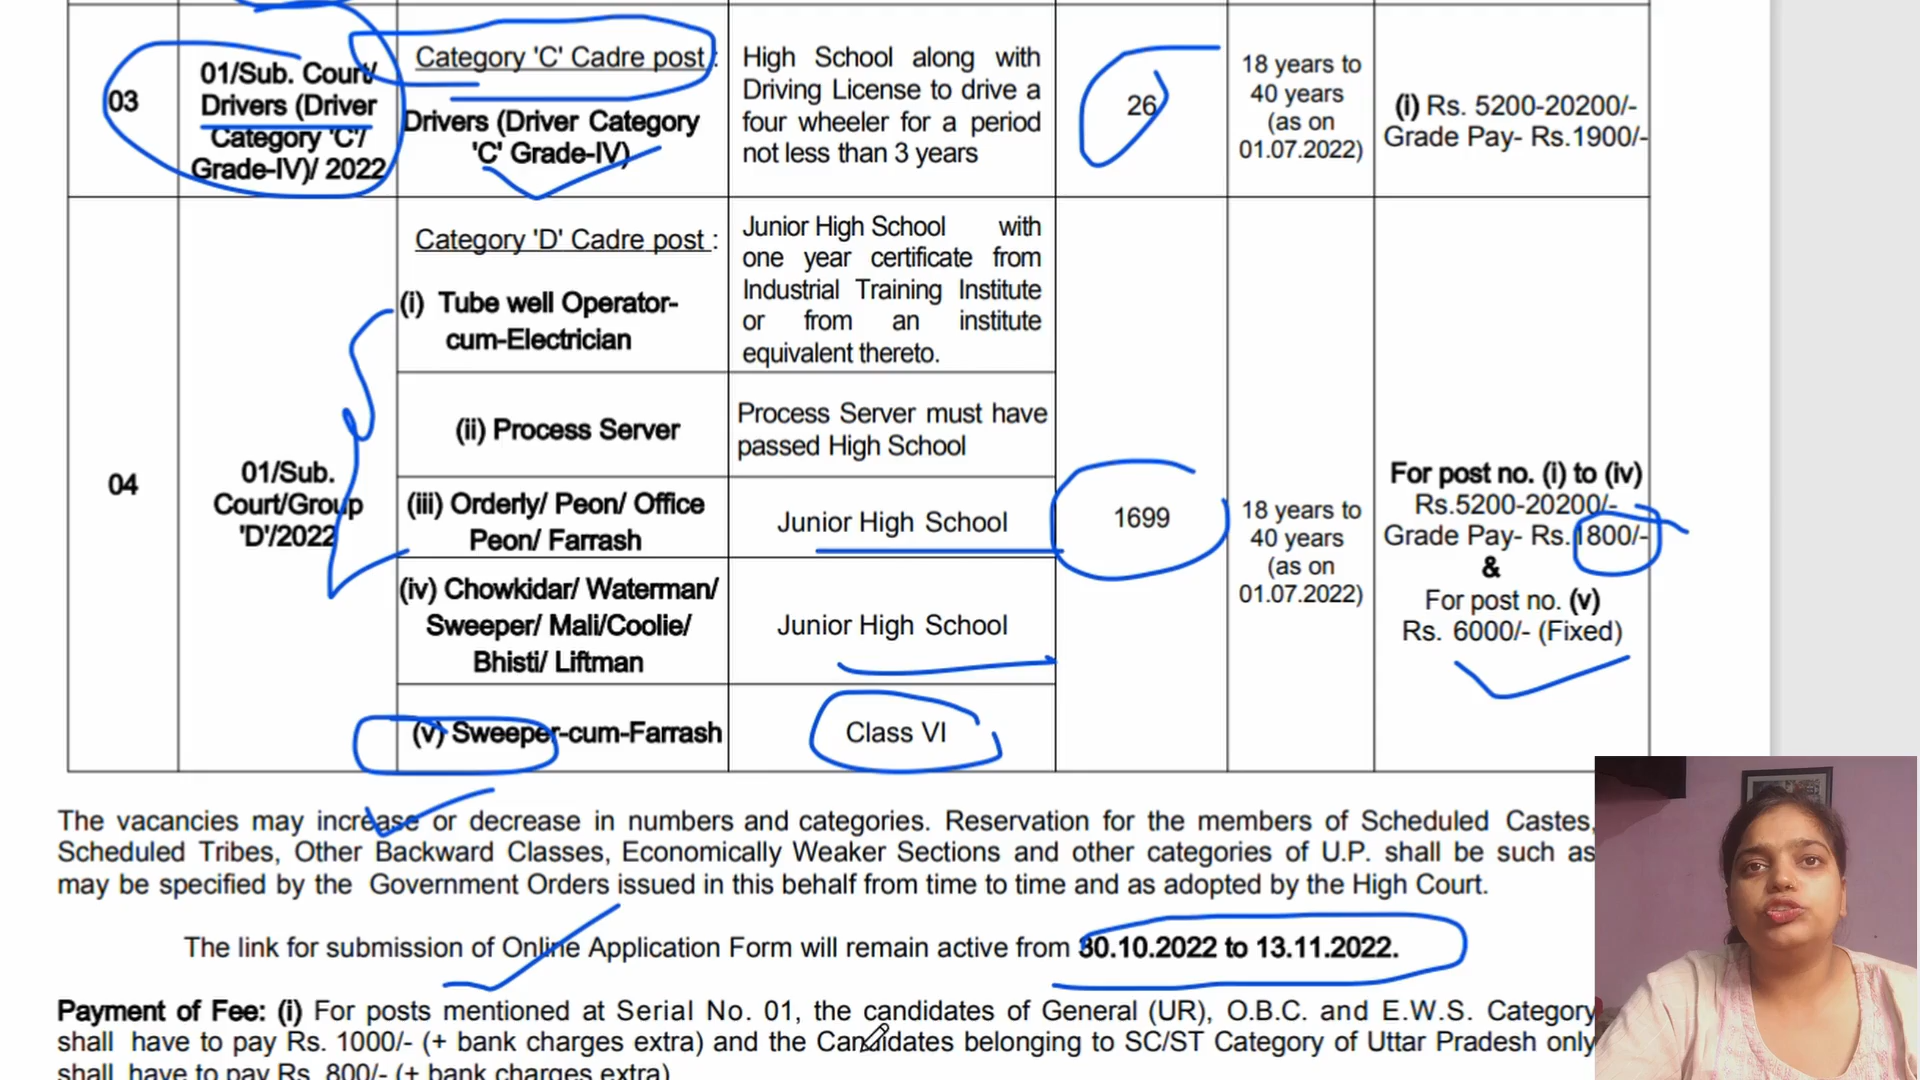 03
01/Sub. Court/
Drivers (Driver
Category 'C'/
Grade-IV)/ 2022
Category 'C' Cadre post :
Drivers (Driver Category
'C' Grade-IV)
High School along with
Driving License to drive a
four wheeler for a period
not less than 3 years
26
18 years to
40 years
(as on
01.07.2022)
(i) Rs. 5200-20200/-
Grade Pay- Rs.1900/-
04
01/Sub.
Court/Group
'D'/2022
Category 'D' Cadre post :
(i) Tube well Operator-
cum-Electrician
Junior High School with
one year certificate from
Industrial Training Institute
or from an institute
equivalent thereto.
(ii) Process Server
Process Server must have
passed High School
(iii) Orderly/ Peon/ Office
Peon/ Farrash
Junior High School
(iv) Chowkidar/ Waterman/
Sweeper/ Mali/Coolie/
Bhisti/ Liftman
Junior High School
(v) Sweeper-cum-Farrash
Class VI
1699
18 years to
40 years
(as on
01.07.2022)
For post no. (i) to (iv)
Rs.5200-20200/-
Grade Pay- Rs.1800/-
&
For post no. (v)
Rs. 6000/- (Fixed)
The vacancies may increase or decrease in numbers and categories. Reservation for the members of Scheduled Castes,
Scheduled Tribes, Other Backward Classes, Economically Weaker Sections and other categories of U.P. shall be such as
may be specified by the Government Orders issued in this behalf from time to time and as adopted by the High Court.
The link for submission of Online Application Form will remain active from 30.10.2022 to 13.11.2022.
Payment of Fee: (i) For posts mentioned at Serial No. 01, the candidates of General (UR), O.B.C. and E.W.S. Category
shall have to pay Rs. 1000/- (+ bank charges extra) and the Candidates belonging to SC/ST Category of Uttar Pradesh only
shall have to pay Rs. 800/- (+ bank charges extra)